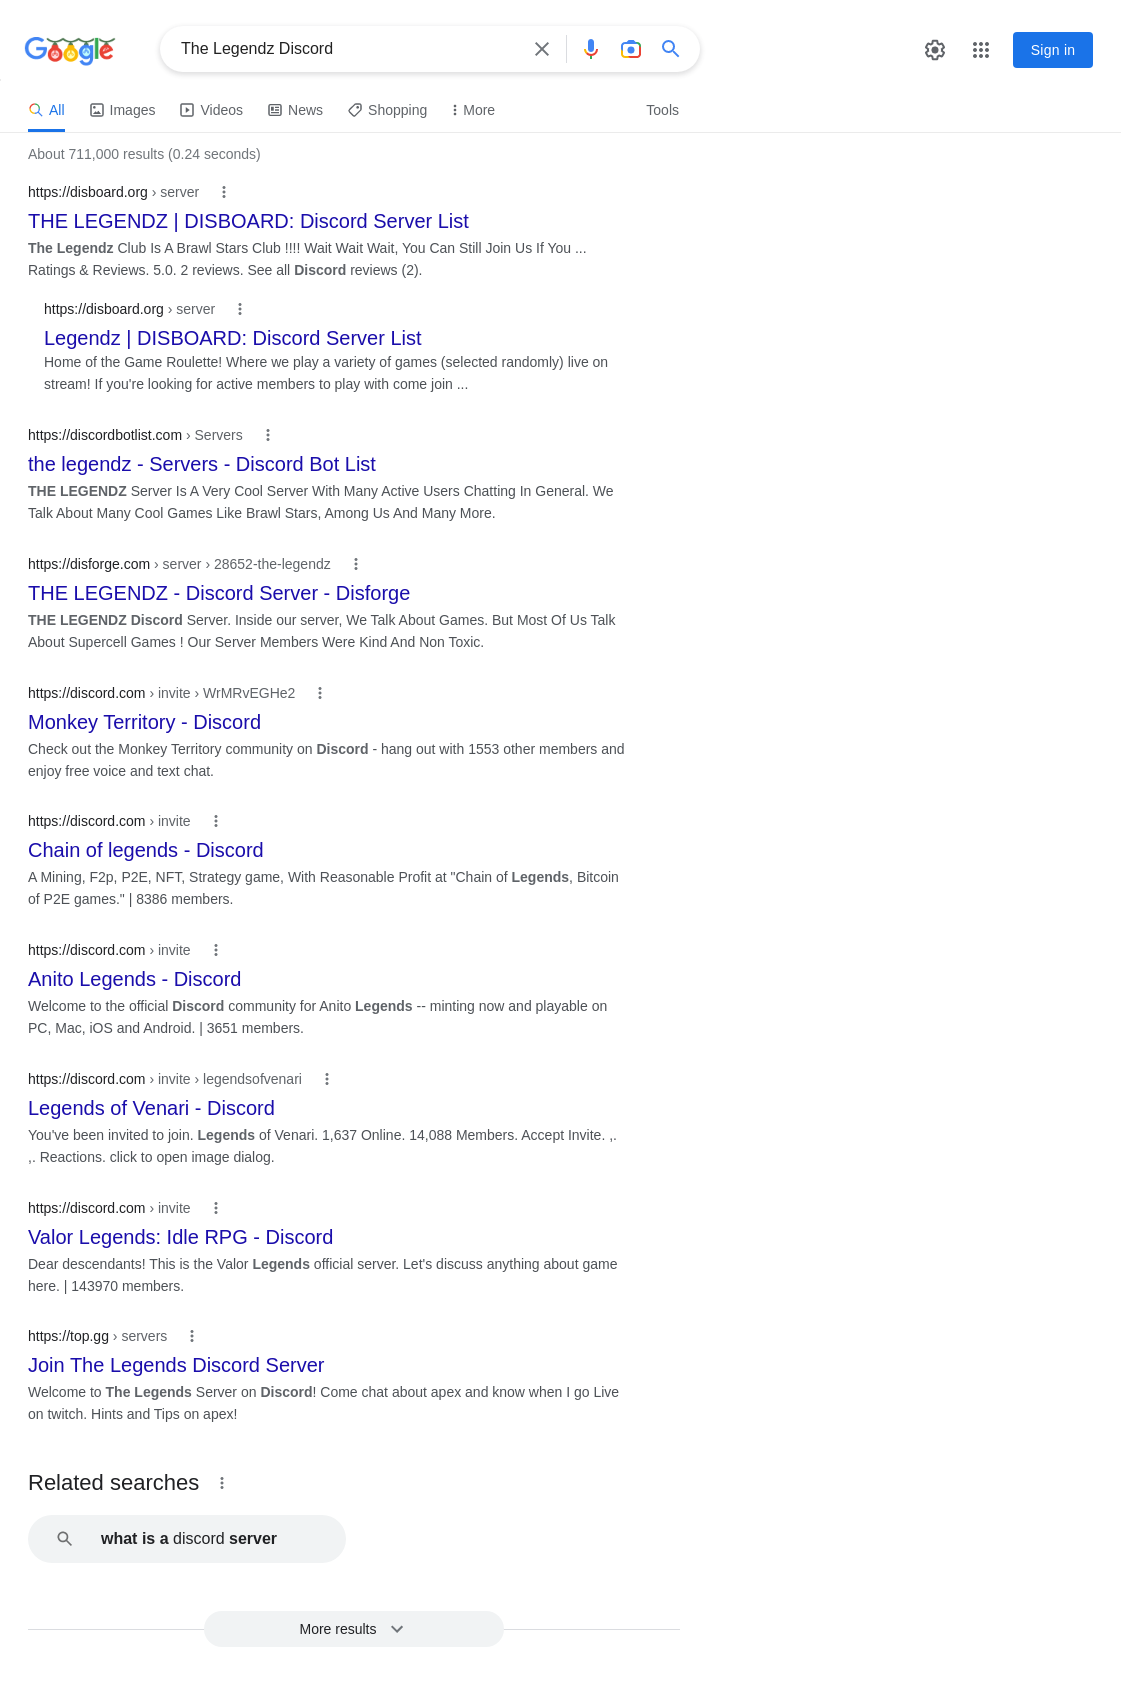 Google
The Legendz Discord
Sign in
All Images Videos News Shopping More Tools
About 711,000 results (0.24 seconds)
https://disboard.org › server
THE LEGENDZ | DISBOARD: Discord Server List
The Legendz Club Is A Brawl Stars Club !!!! Wait Wait Wait, You Can Still Join Us If You ...
Ratings & Reviews. 5.0. 2 reviews. See all Discord reviews (2).
https://disboard.org › server
Legendz | DISBOARD: Discord Server List
Home of the Game Roulette! Where we play a variety of games (selected randomly) live on
stream! If you're looking for active members to play with come join ...
https://discordbotlist.com › Servers
the legendz - Servers - Discord Bot List
THE LEGENDZ Server Is A Very Cool Server With Many Active Users Chatting In General. We
Talk About Many Cool Games Like Brawl Stars, Among Us And Many More.
https://disforge.com › server › 28652-the-legendz
THE LEGENDZ - Discord Server - Disforge
THE LEGENDZ Discord Server. Inside our server, We Talk About Games. But Most Of Us Talk
About Supercell Games ! Our Server Members Were Kind And Non Toxic.
https://discord.com › invite › WrMRvEGHe2
Monkey Territory - Discord
Check out the Monkey Territory community on Discord - hang out with 1553 other members and
enjoy free voice and text chat.
https://discord.com › invite
Chain of legends - Discord
A Mining, F2p, P2E, NFT, Strategy game, With Reasonable Profit at "Chain of Legends, Bitcoin
of P2E games." | 8386 members.
https://discord.com › invite
Anito Legends - Discord
Welcome to the official Discord community for Anito Legends -- minting now and playable on
PC, Mac, iOS and Android. | 3651 members.
https://discord.com › invite › legendsofvenari
Legends of Venari - Discord
You've been invited to join. Legends of Venari. 1,637 Online. 14,088 Members. Accept Invite. ,.
,. Reactions. click to open image dialog.
https://discord.com › invite
Valor Legends: Idle RPG - Discord
Dear descendants! This is the Valor Legends official server. Let's discuss anything about game
here. | 143970 members.
https://top.gg › servers
Join The Legends Discord Server
Welcome to The Legends Server on Discord! Come chat about apex and know when I go Live
on twitch. Hints and Tips on apex!
Related searches
what is a discord server
More results